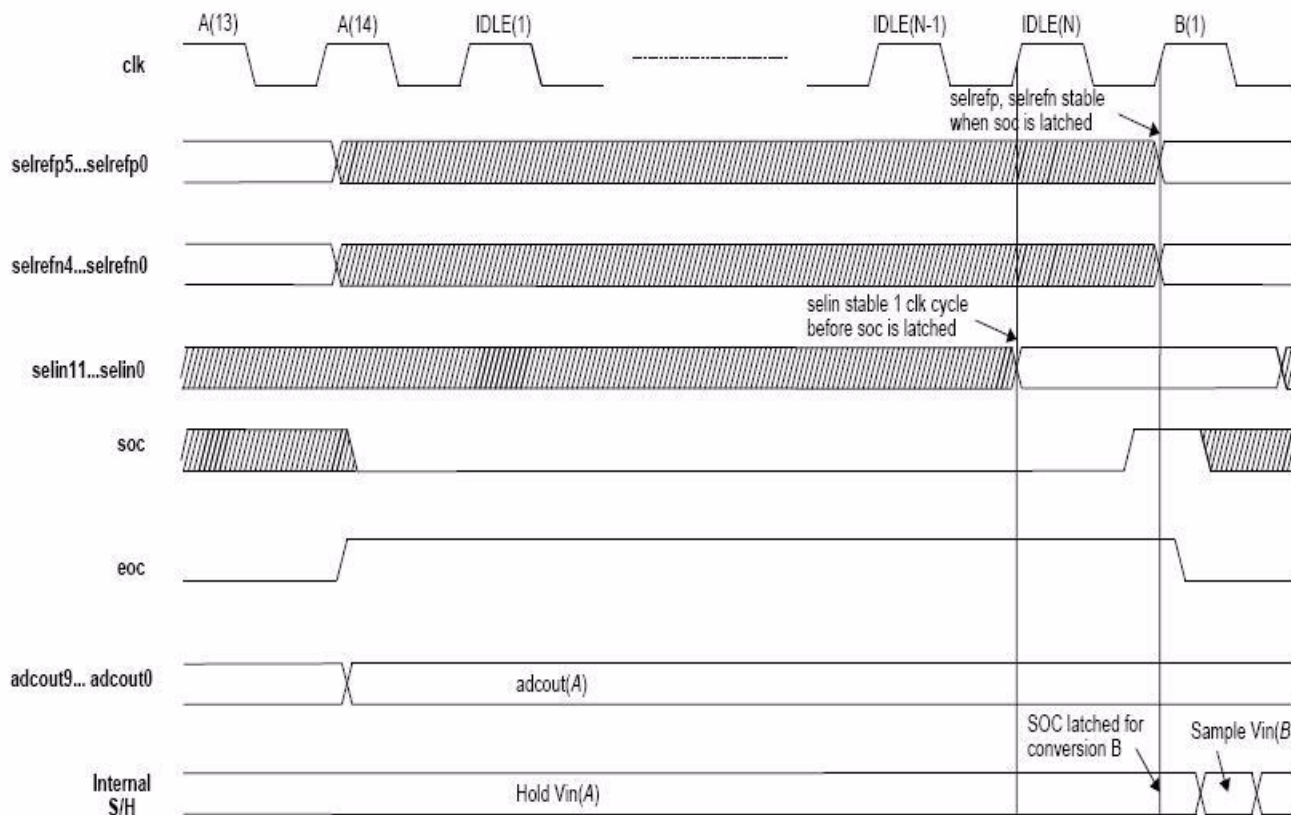 A(13) A(14) IDLE(1) IDLE(N-1) IDLE(N) B(1)
clk
selrefp, selrefn stable
when soc is latched
selrefp5...selrefp0
selrefn4...selrefn0
selin stable 1 clk cycle
before soc is latched
selin11...selin0
soc
eoc
adcout9... adcout0
adcout(A)
SOC latched for
conversion B
Sample Vin(B
Internal
S/H
Hold Vin(A)